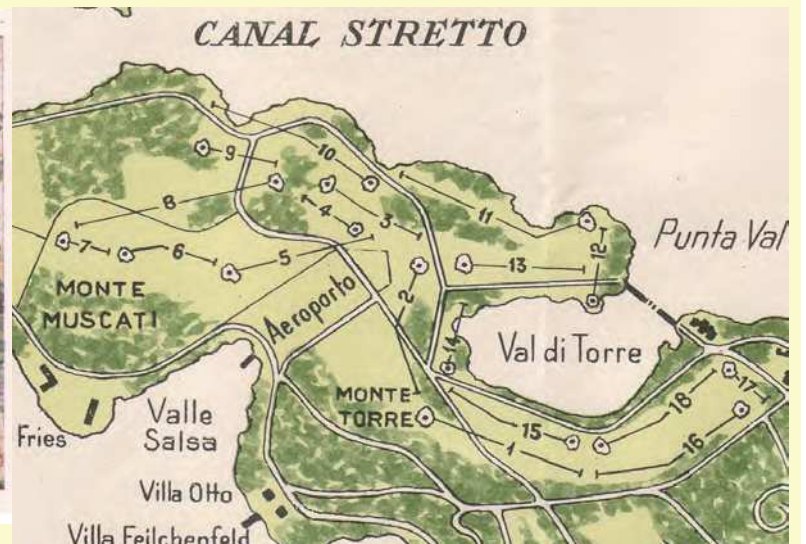 CANAL STRETTO
9
10
8
4
3
11
12
Punta Val
7
6
5
13
MONTE
MUSCATI
Aeroporto
2
14
Val di Torre
MONTE
TORRE
Fries
Valle
Salsa
15
1
18
17
16
Villa Otto
Villa Feilchenfeld